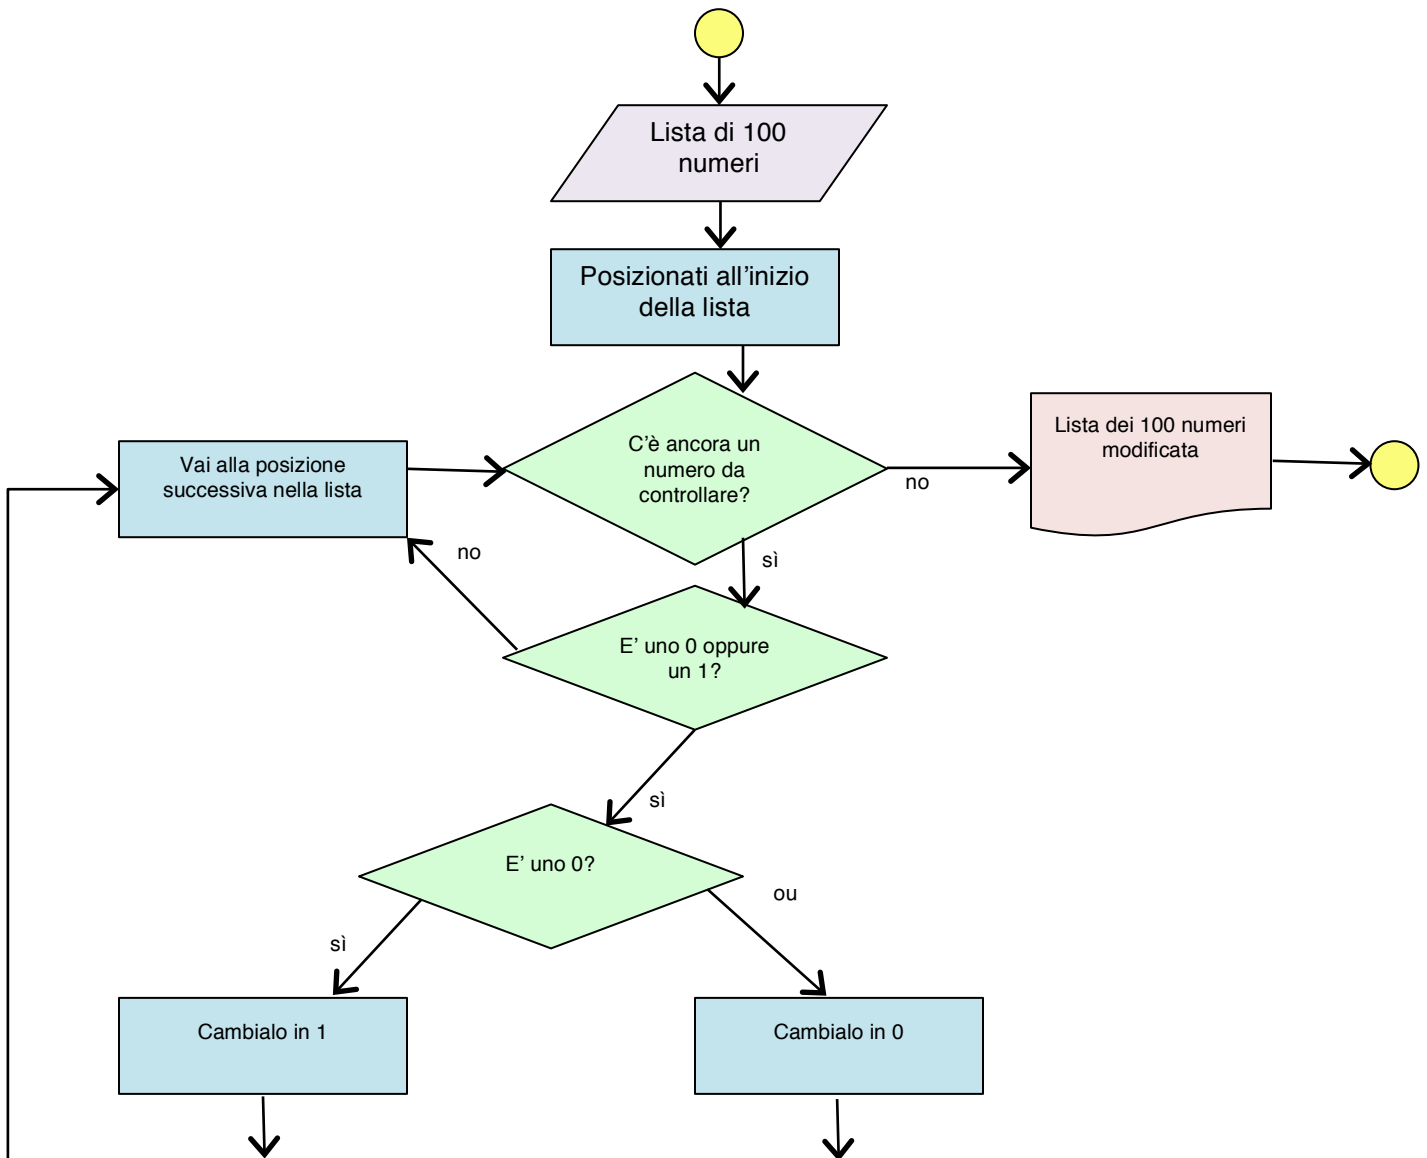 Lista di 100
numeri
Posizionati all'inizio
della lista
C'è ancora un
numero da
controllare?
no
Lista dei 100 numeri
modificata
Vai alla posizione
successiva nella lista
no
sì
E' uno 0 oppure
un 1?
sì
E' uno 0?
ou
sì
Cambialo in 1
Cambialo in 0